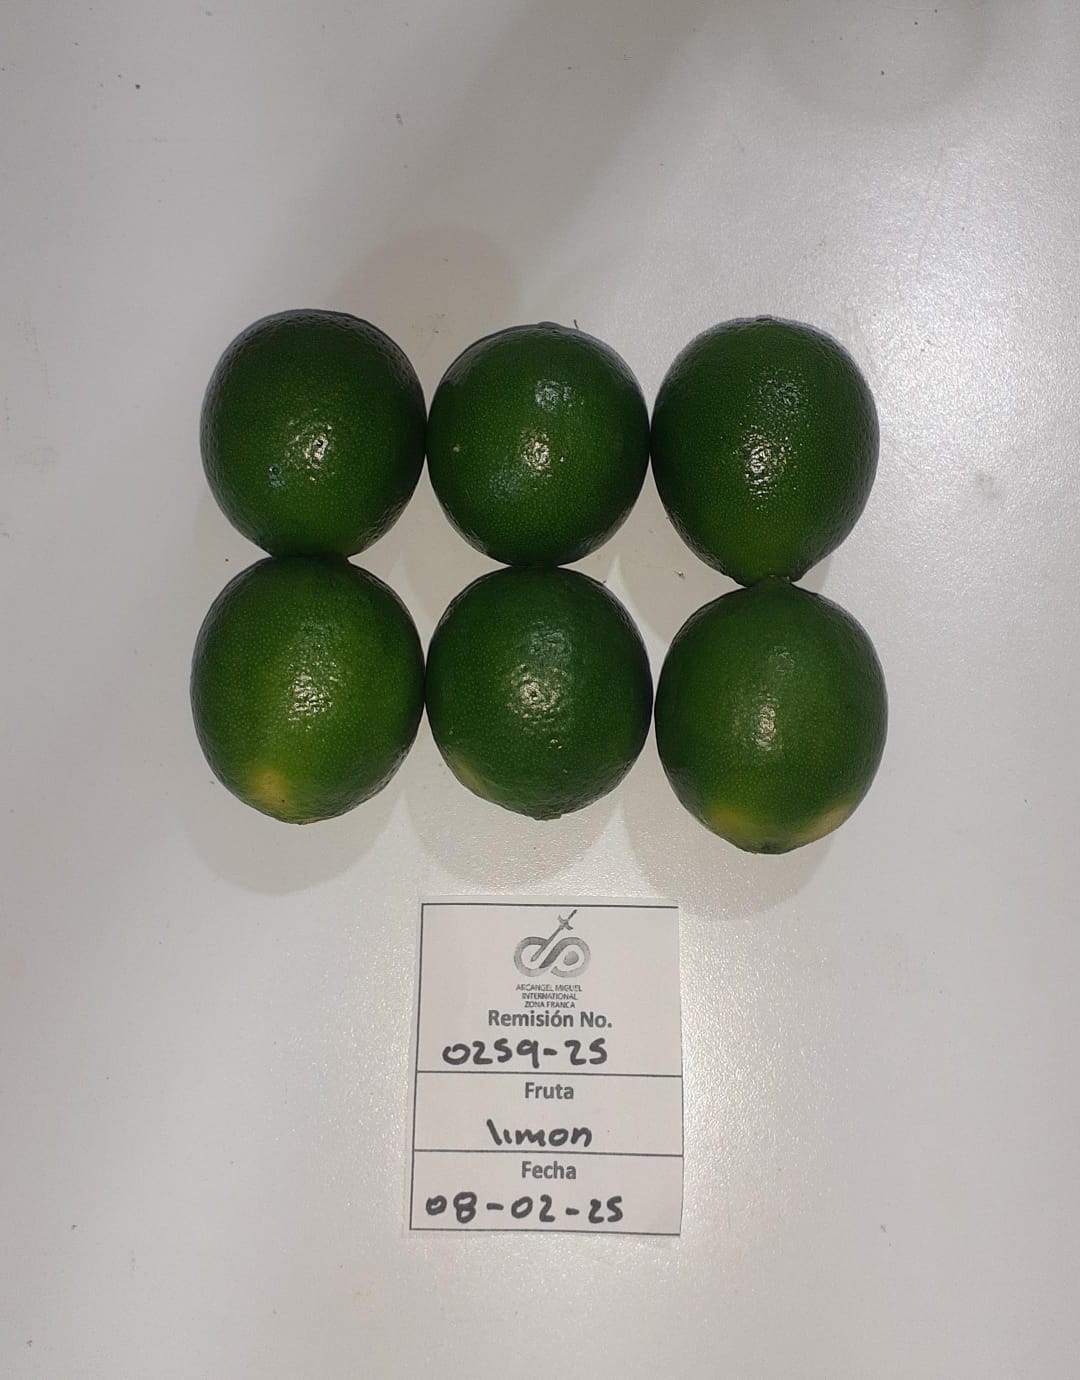 ARCANGEL MIGUEL
INTERNATIONAL
ZONA FRANCA
Remisión No.
0259-25
Fruta
limon
Fecha
08-02-25